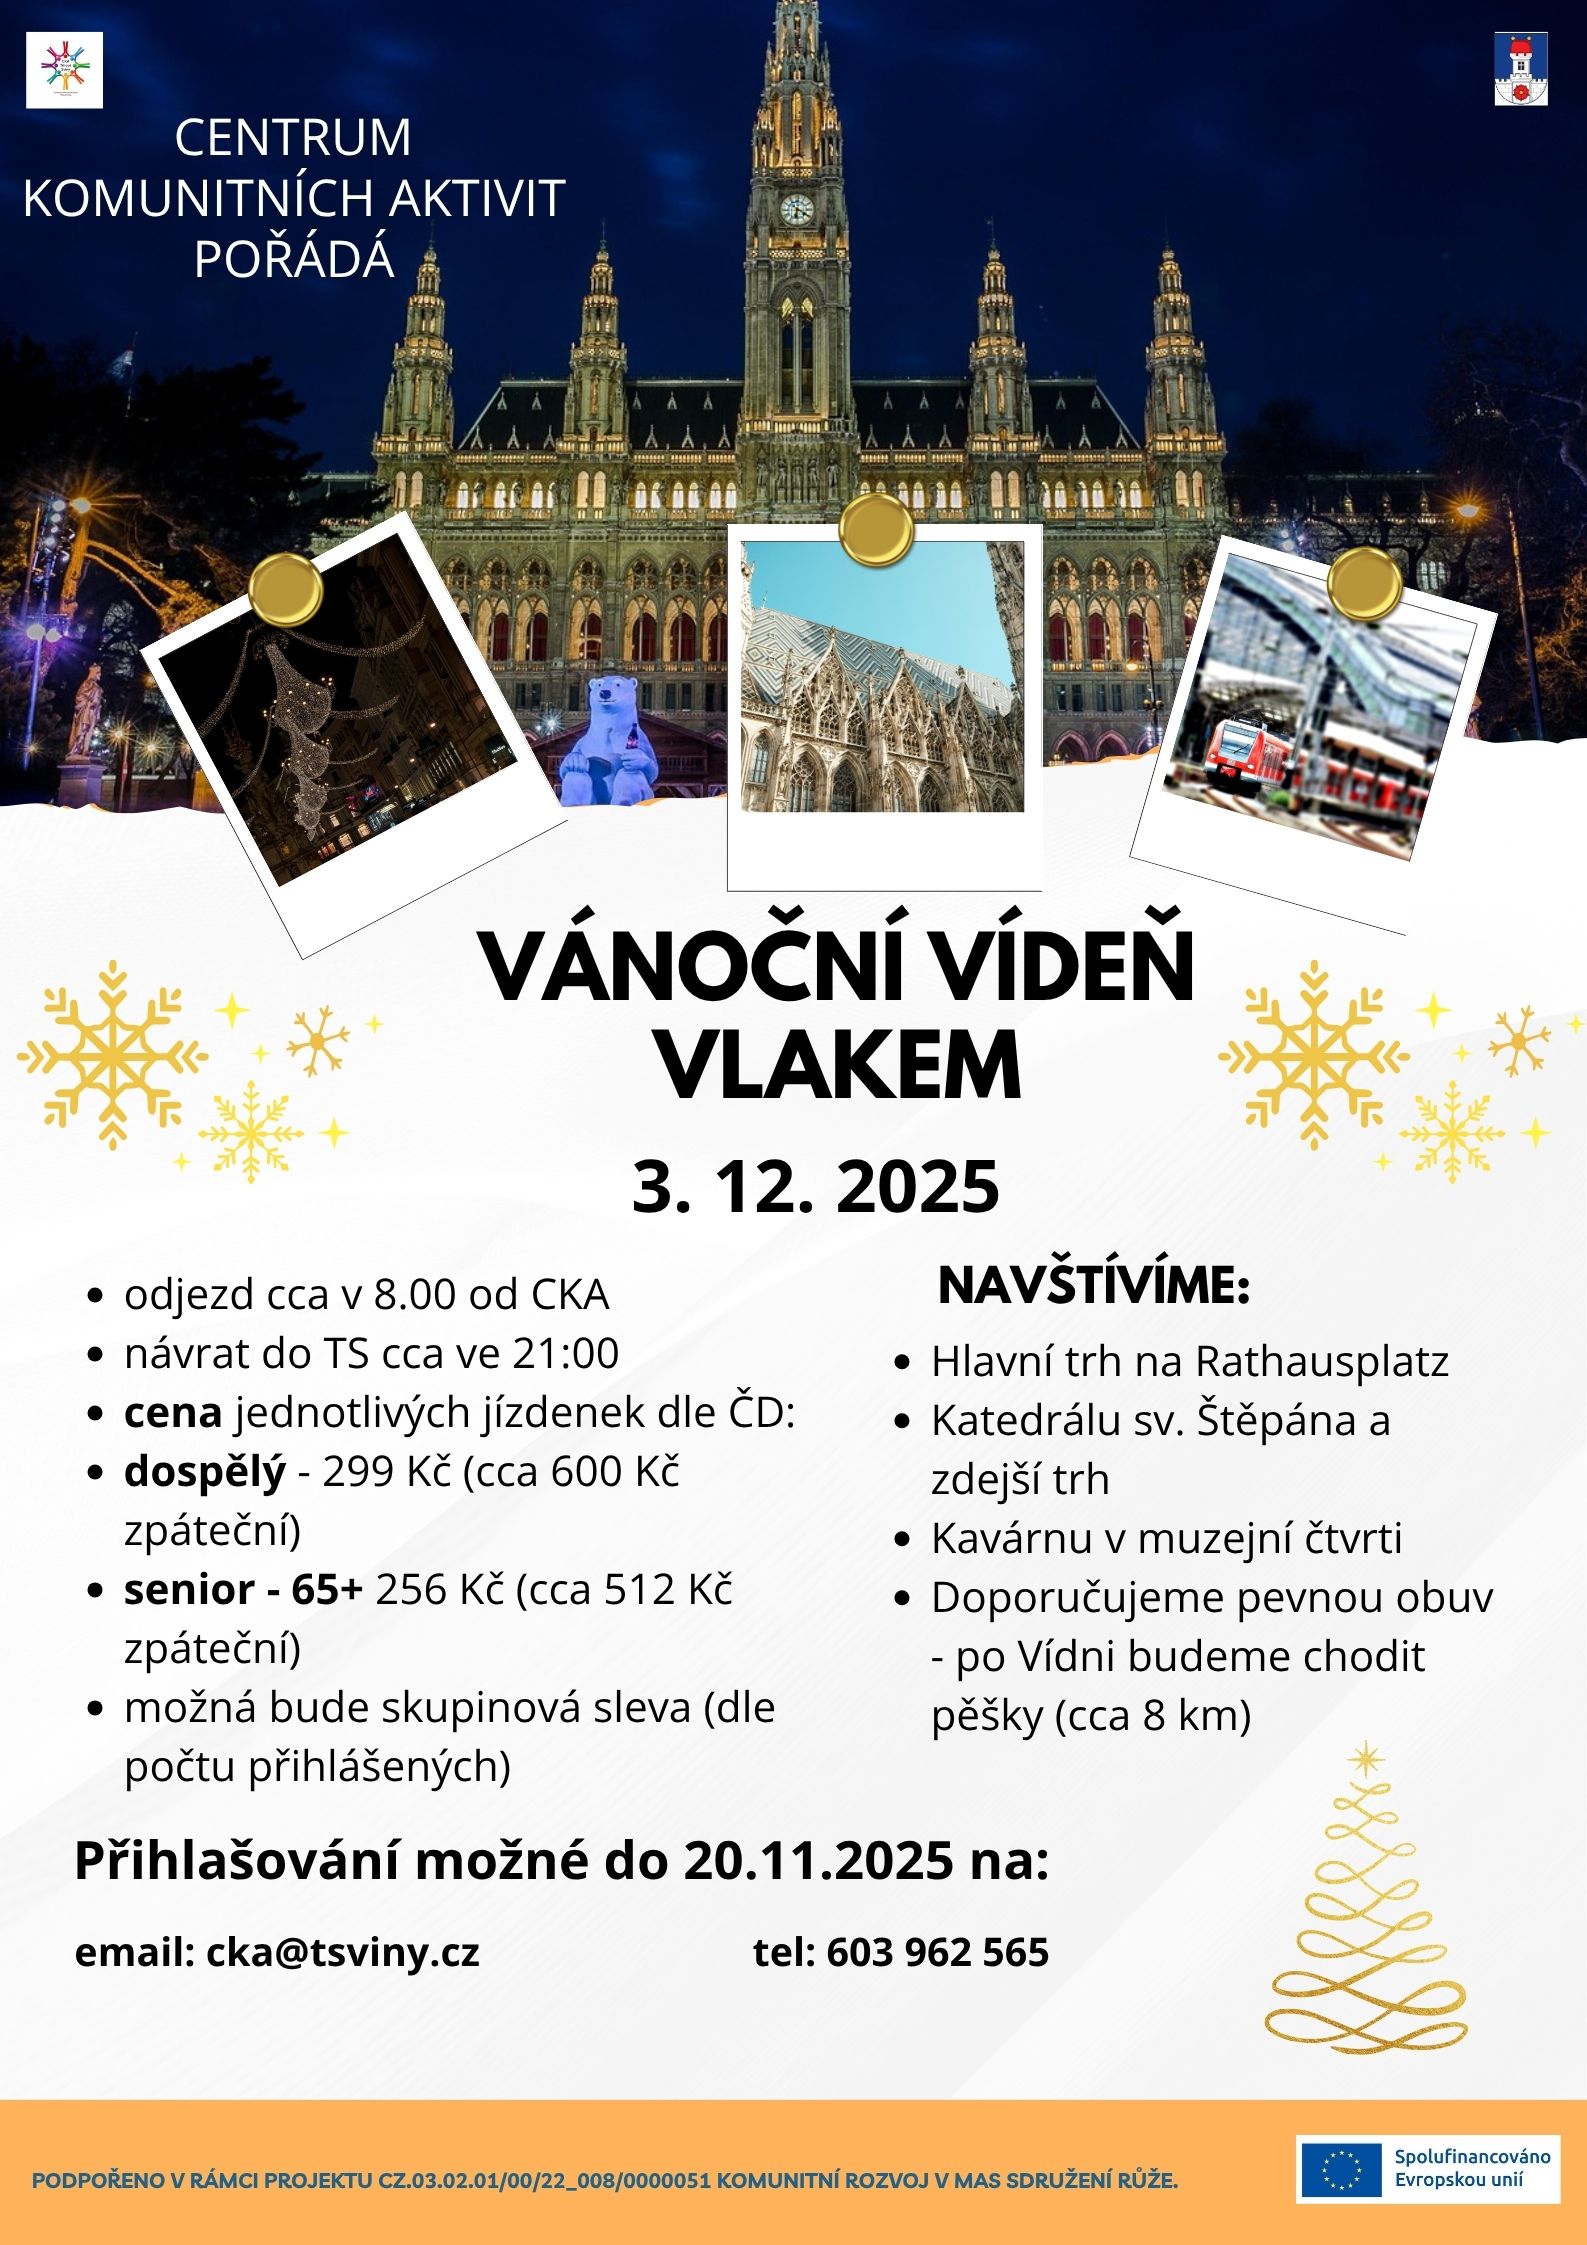 CENTRUM
KOMUNITNÍCH AKTIVIT
POŘÁDÁ
VÁNOČNÍ VÍDEŇ
VLAKEM
3. 12. 2025
• odjezd cca v 8.00 od CKA
• návrat do TS cca ve 21:00
• cena jednotlivých jízdenek dle ČD:
• dospělý - 299 Kč (cca 600 Kč
zpáteční)
• senior - 65+ 256 Kč (cca 512 Kč
zpáteční)
• možná bude skupinová sleva (dle
počtu přihlášených)
NAVŠTÍVÍME:
• Hlavní trh na Rathausplatz
• Katedrálu sv. Štěpána a
zdejší trh
• Kavárnu v muzejní čtvrti
• Doporučujeme pevnou obuv
- po Vídni budeme chodit
pěšky (cca 8 km)
Přihlašování možné do 20.11.2025 na:
email: cka@tsviny.cz
tel: 603 962 565
PODPOŘENO V RÁMCI PROJEKTU CZ.03.02.01/00/22_008/0000051 KOMUNITNÍ ROZVOJ V MAS SDRUŽENÍ RŮŽE.
Spolufinancováno
Evropskou unií